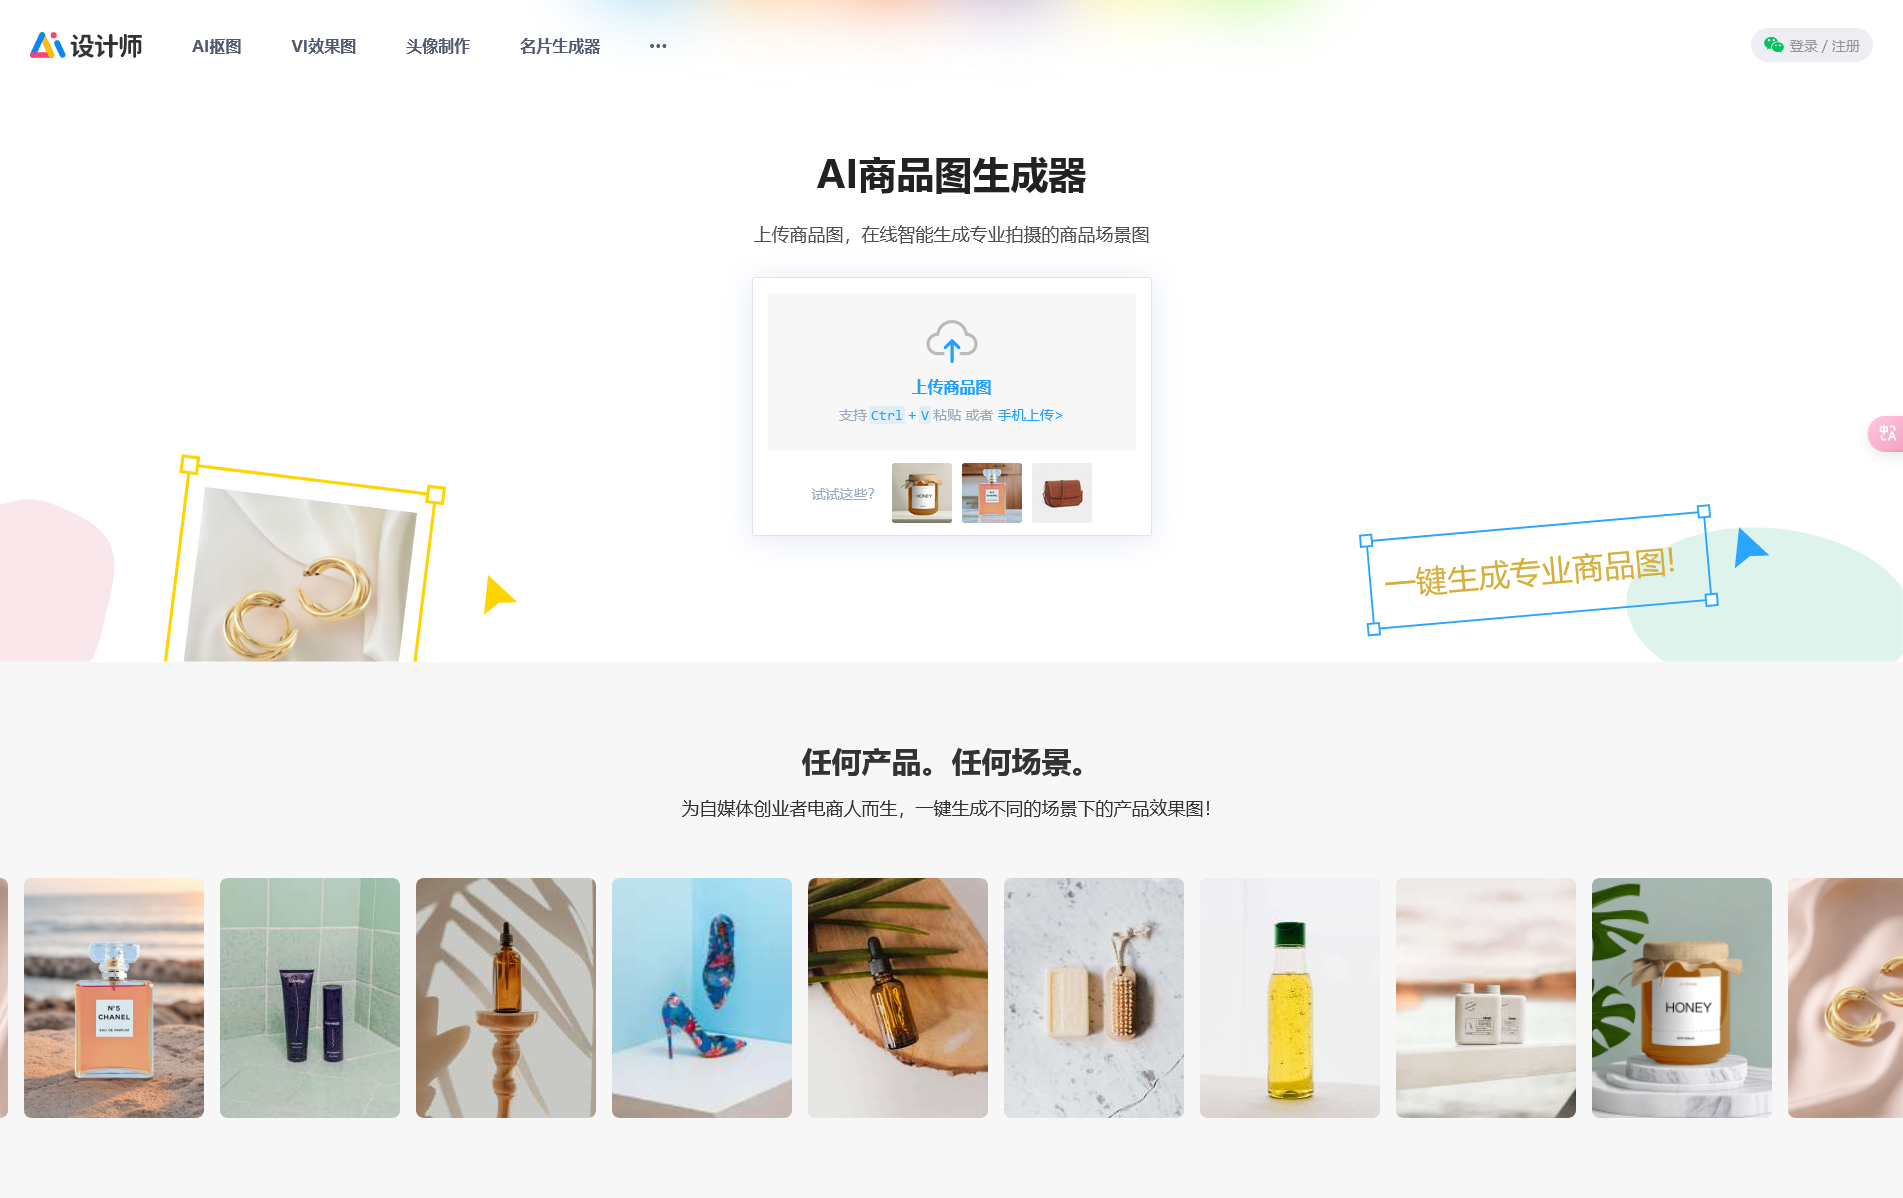 设计师
AI抠图
VI效果图
头像制作
名片生成器
•••
登录 / 注册
AI商品图生成器
上传商品图，在线智能生成专业拍摄的商品场景图
上传商品图
支持 Ctrl + V 粘贴 或者 手机上传>
试试这些？
HONEY
N°5
CHANEL
一键生成专业商品图！
任何产品。任何场景。
为自媒体创业者电商人而生，一键生成不同的场景下的产品效果图！
N°5
CHANEL
EAU DE PARFUM
HONEY